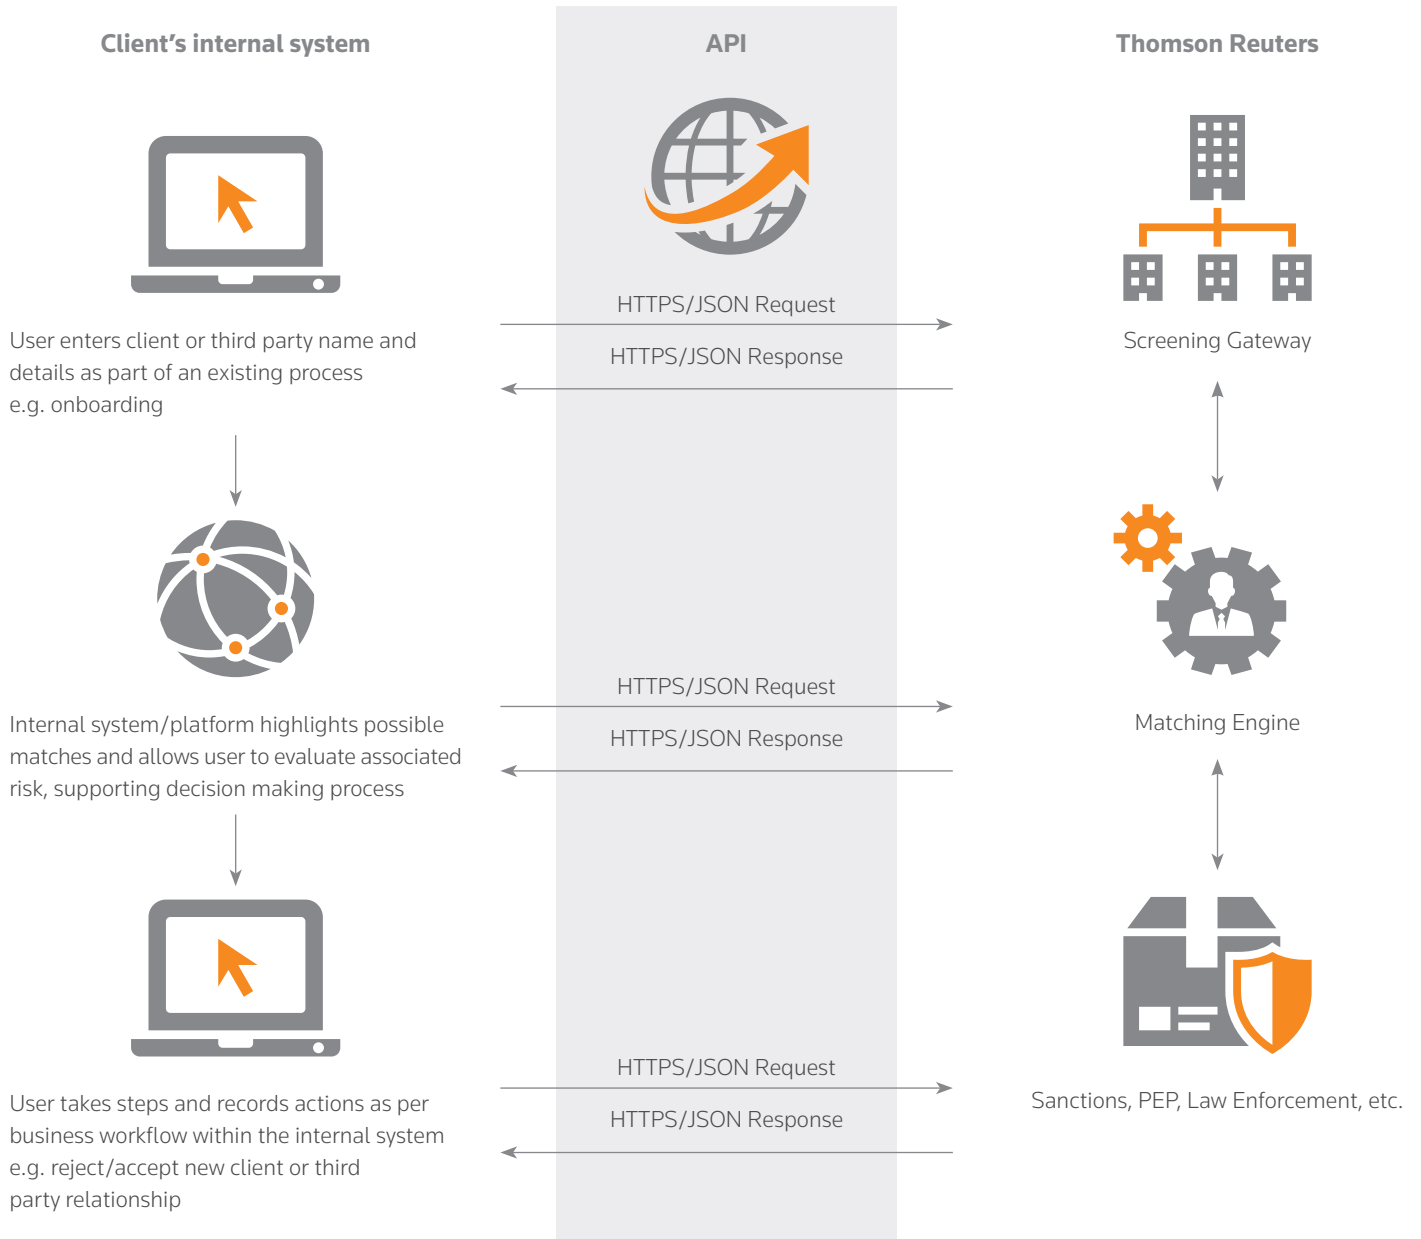 Client’s internal system
API
Thomson Reuters
HTTPS/JSON Request
HTTPS/JSON Response
User enters client or third party name and
details as part of an existing process
e.g. onboarding
Screening Gateway
HTTPS/JSON Request
HTTPS/JSON Response
Internal system/platform highlights possible
matches and allows user to evaluate associated
risk, supporting decision making process
Matching Engine
HTTPS/JSON Request
HTTPS/JSON Response
User takes steps and records actions as per
business workflow within the internal system
e.g. reject/accept new client or third
party relationship
Sanctions, PEP, Law Enforcement, etc.